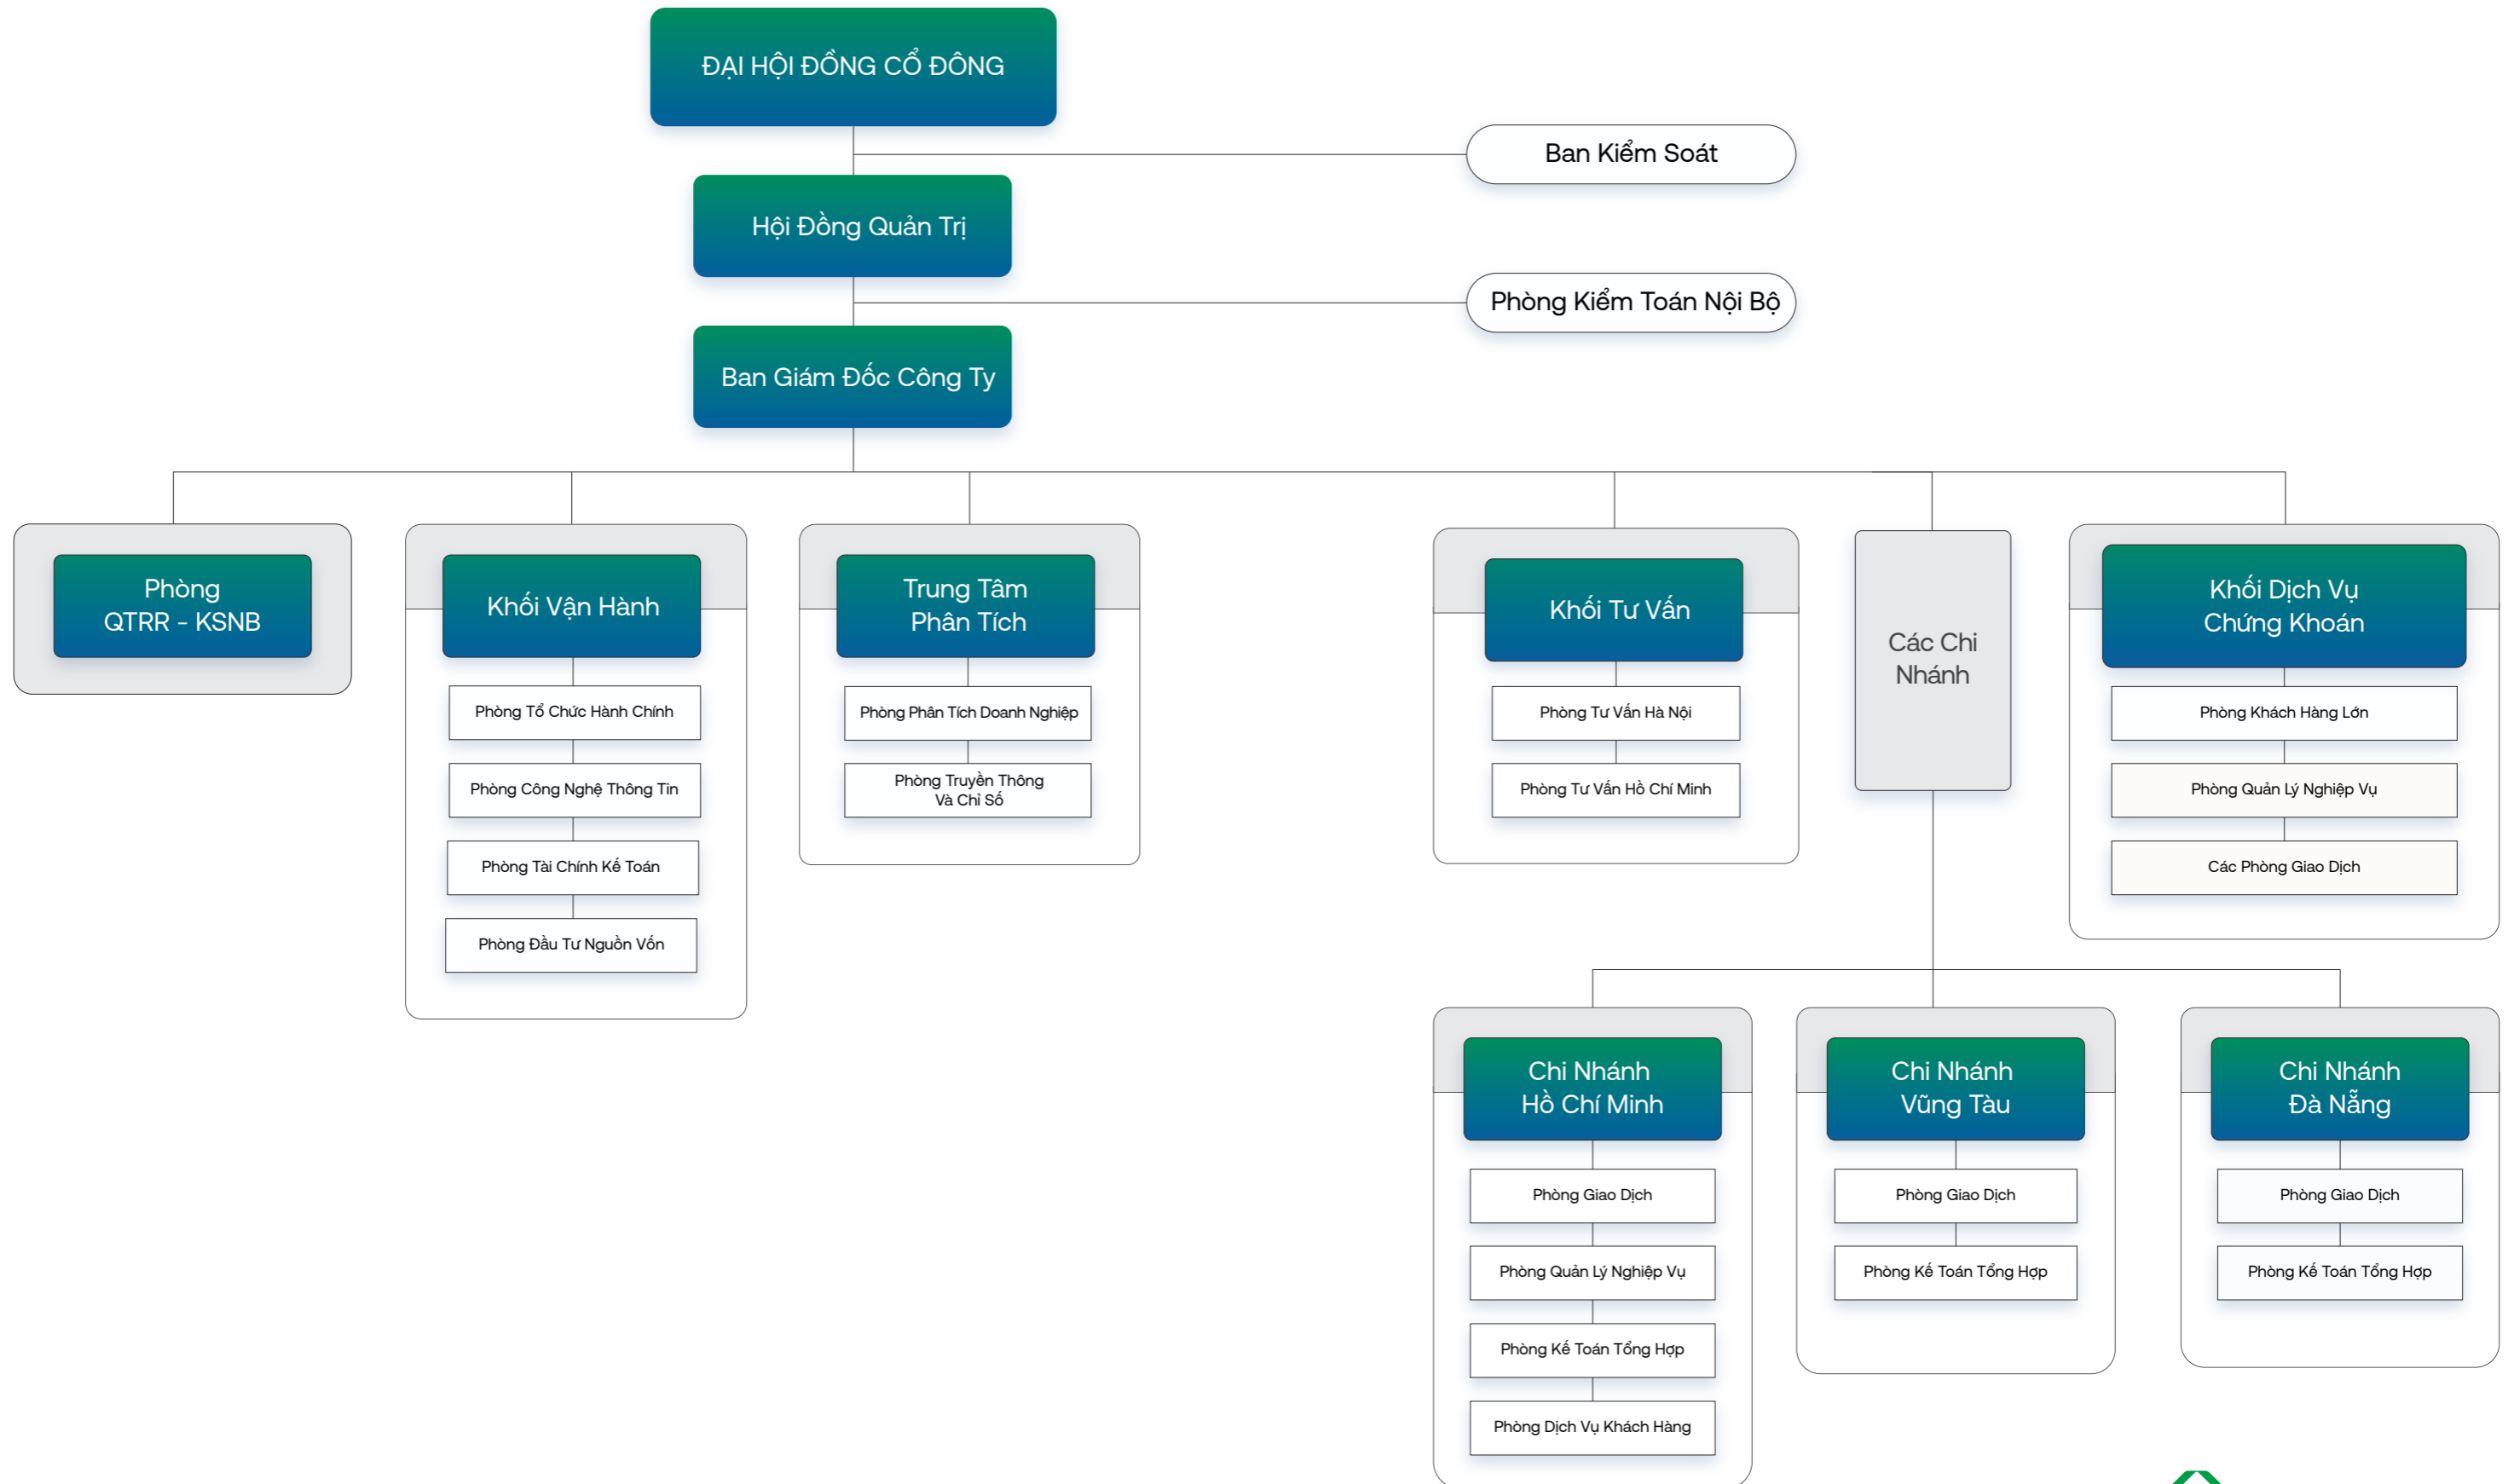 ĐẠI HỘI ĐỒNG CỔ ĐÔNG
Ban Kiểm Soát
Hội Đồng Quản Trị
Phòng Kiểm Toán Nội Bộ
Ban Giám Đốc Công Ty
Phòng
QTRR - KSNB
Khối Vận Hành
Phòng Tổ Chức Hành Chính
Phòng Công Nghệ Thông Tin
Phòng Tài Chính Kế Toán
Phòng Đầu Tư Nguồn Vốn
Trung Tâm
Phân Tích
Phòng Phân Tích Doanh Nghiệp
Phòng Truyền Thông
Và Chỉ Số
Khối Tư Vấn
Phòng Tư Vấn Hà Nội
Phòng Tư Vấn Hồ Chí Minh
Các Chi
Nhánh
Khối Dịch Vụ
Chứng Khoán
Phòng Khách Hàng Lớn
Phòng Quản Lý Nghiệp Vụ
Các Phòng Giao Dịch
Chi Nhánh
Hồ Chí Minh
Phòng Giao Dịch
Phòng Quản Lý Nghiệp Vụ
Phòng Kế Toán Tổng Hợp
Phòng Dịch Vụ Khách Hàng
Chi Nhánh
Vũng Tàu
Phòng Giao Dịch
Phòng Kế Toán Tổng Hợp
Chi Nhánh
Đà Nẵng
Phòng Giao Dịch
Phòng Kế Toán Tổng Hợp